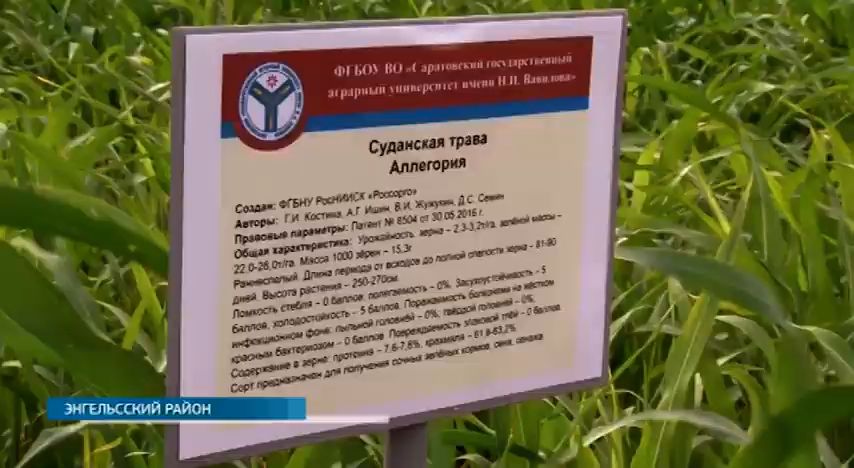 ФГБОУ ВО «Саратовский государственный
аграрный университет имени Н.И. Вавилова»
Суданская трава
Аллегория
Создан: ФГБНУ РосНИИСК «Россорго»
Авторы: Г.И. Костина, А.Г. Ишин, В.И. Жужукин, Д.С. Семин
Правовые параметры: Патент № 8504 от 30.05.2016 г.
Общая характеристика: Урожайность: зерна – 2,3-3,2т/га, зелёной массы –
22,0-26,0т/га. Масса 1000 зёрен – 15,3г
Раннеспелый. Длина периода от всходов до полной спелости зерна – 81-90
дней. Высота растения – 250-270см.
Ломкость стебля – 0 баллов, полегаемость – 0%. Засухоустойчивость - 5
баллов, холодостойкость – 5 баллов. Поражаемость болезнями на жёстком
инфекционном фоне: пыльной головней – 0%; твёрдой головней – 0%;
красным бактериозом – 0 баллов. Повреждаемость злаковой тлёй – 0 баллов.
Содержание в зерне: протеина – 7,6-7,8%, крахмала – 61,8-63,2%
Сорт предназначен для получения сочных зелёных кормов, сена, сенажа
ЭНГЕЛЬССКИЙ РАЙОН